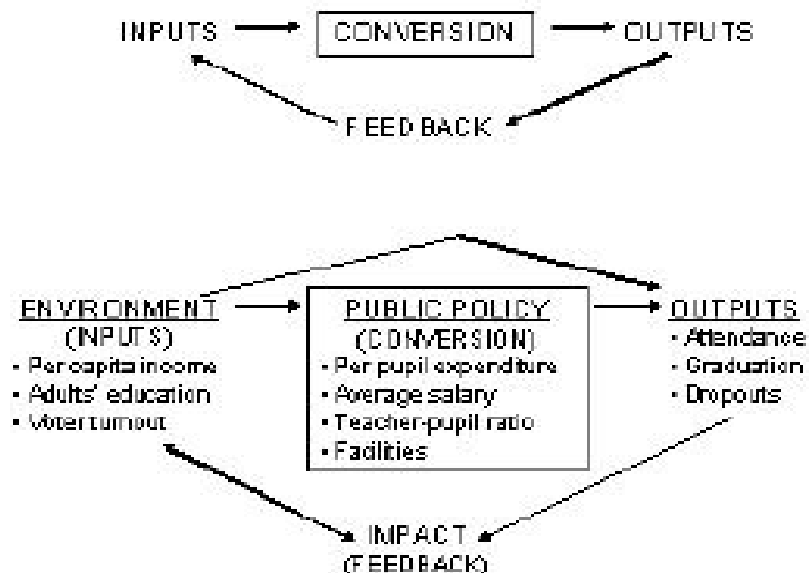 INPUTS CONVERSION OUTPUTS
FEEDBACK
ENVIRONMENT
(INPUTS)
• Per capita income
• Adults' education
• Voter turnout
PUBLIC POLICY
(CONVERSION)
• Per pupil expenditure
• Average salary
• Teacher-pupil ratio
• Facilities
OUTPUTS
• Attendance
• Graduation
• Dropouts
IMPACT
(FEEDBACK)